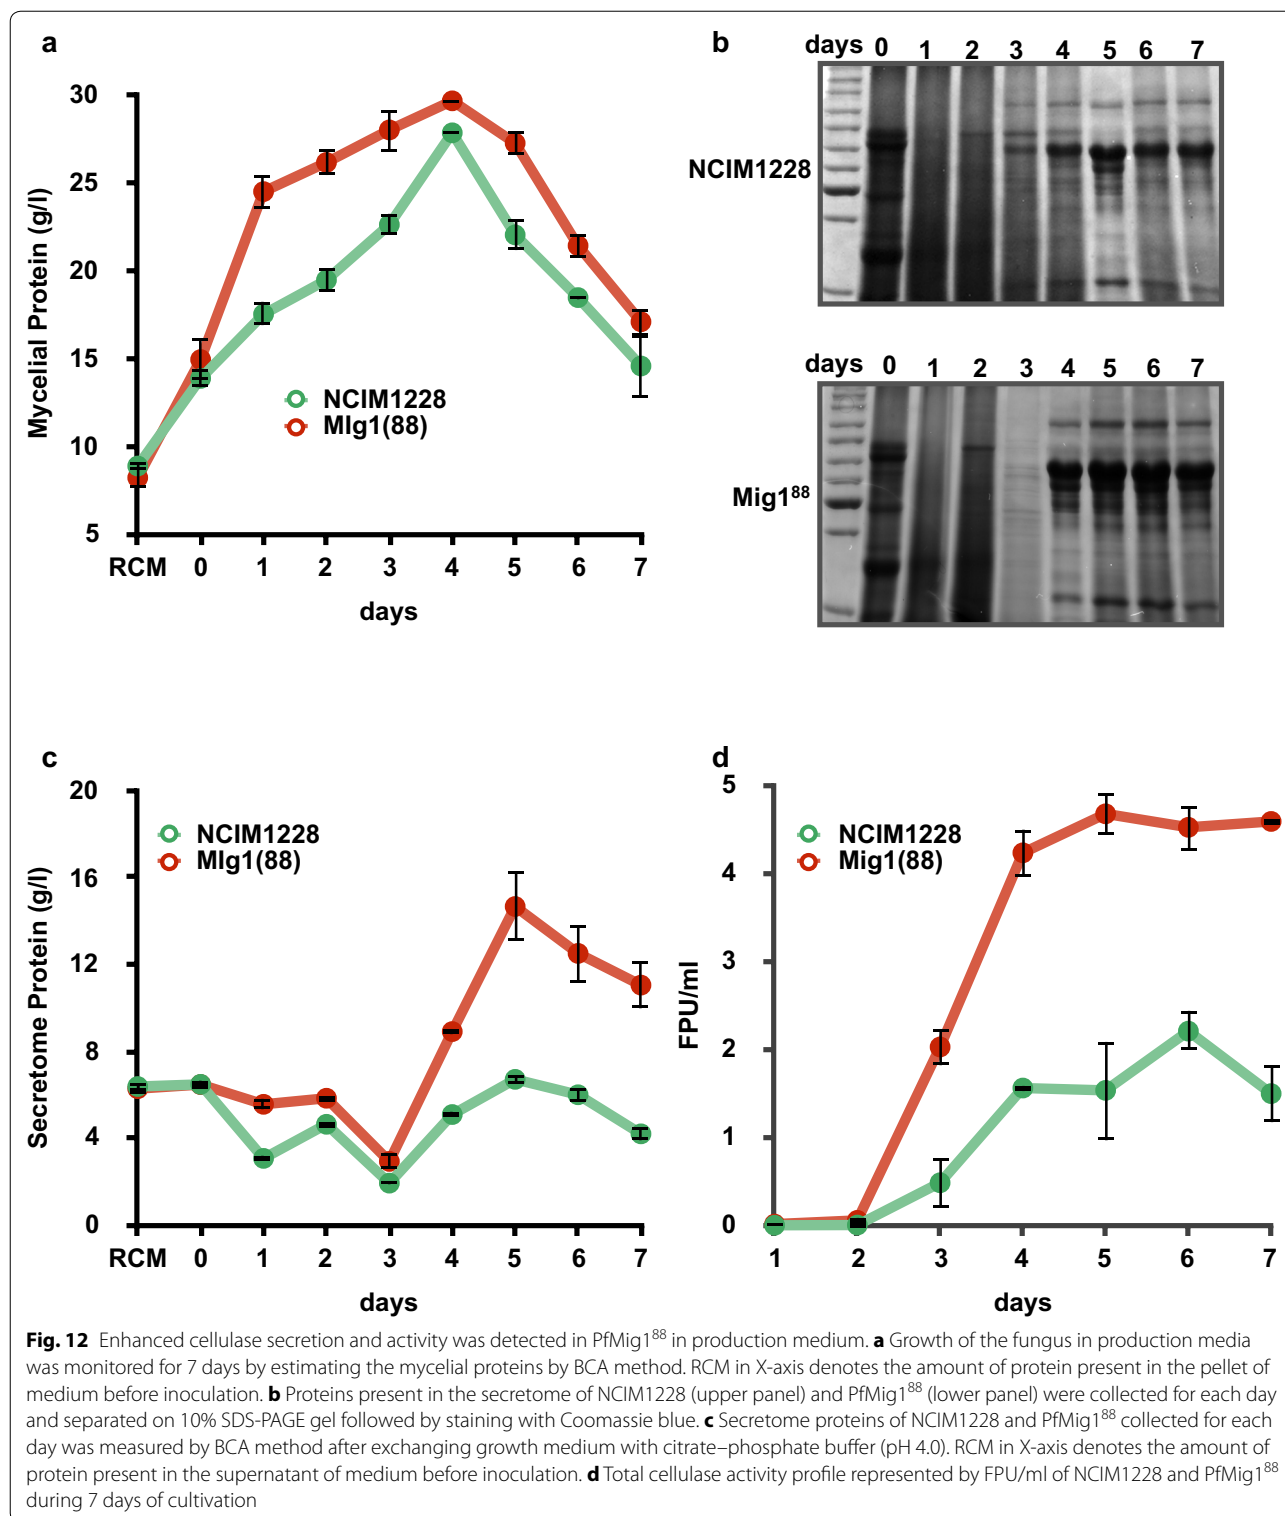 a
Mycelial Protein (g/l)
30
25
20
15
10
5
NCIM1228
MIg1(88)
RCM 0 1 2 3 4 5 6 7
days
b
days 0 1 2 3 4 5 6 7
NCIM1228
days 0 1 2 3 4 5 6 7
Mig1⁸⁸
c
Secretome Protein (g/l)
20
16
12
8
4
0
NCIM1228
MIg1(88)
RCM 0 1 2 3 4 5 6 7
days
d
FPU/ml
5
4
3
2
1
0
NCIM1228
Mig1(88)
1 2 3 4 5 6 7
days
Fig. 12 Enhanced cellulase secretion and activity was detected in PfMig1⁸⁸ in production medium. a Growth of the fungus in production media
was monitored for 7 days by estimating the mycelial proteins by BCA method. RCM in X-axis denotes the amount of protein present in the pellet of
medium before inoculation. b Proteins present in the secretome of NCIM1228 (upper panel) and PfMig1⁸⁸ (lower panel) were collected for each day
and separated on 10% SDS-PAGE gel followed by staining with Coomassie blue. c Secretome proteins of NCIM1228 and PfMig1⁸⁸ collected for each
day was measured by BCA method after exchanging growth medium with citrate–phosphate buffer (pH 4.0). RCM in X-axis denotes the amount of
protein present in the supernatant of medium before inoculation. d Total cellulase activity profile represented by FPU/ml of NCIM1228 and PfMig1⁸⁸
during 7 days of cultivation